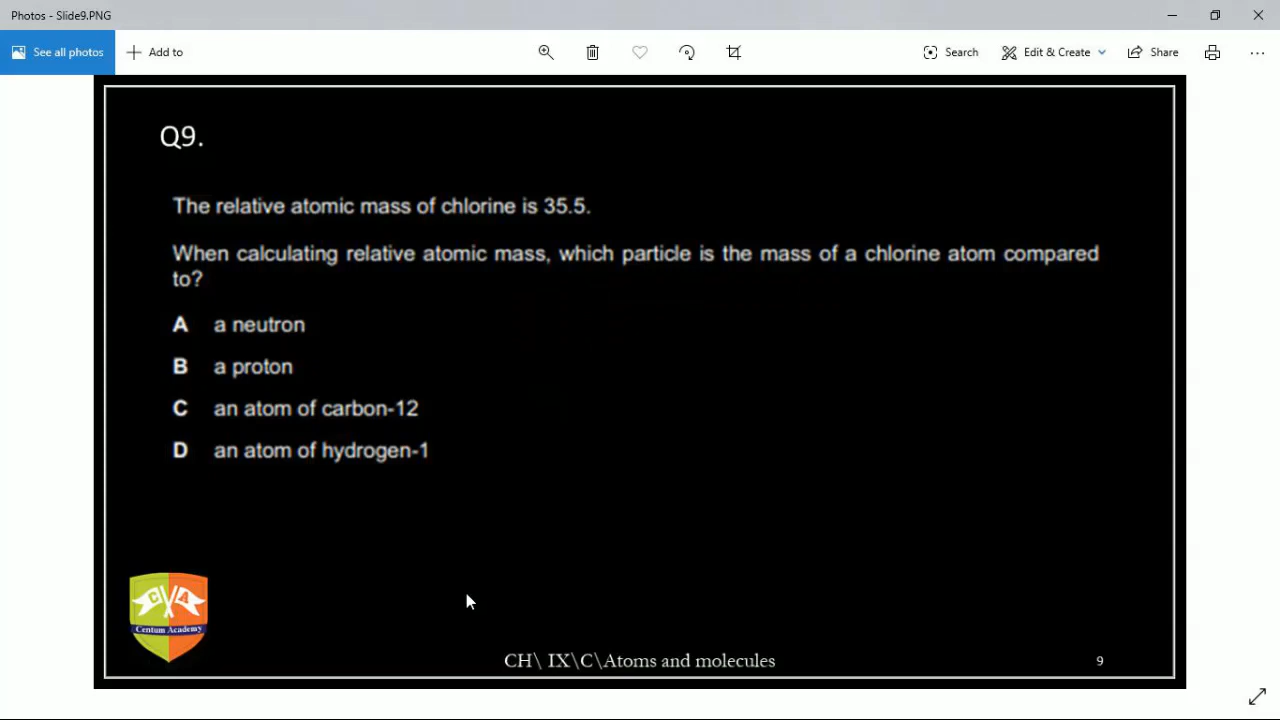 Photos - Slide9.PNG
See all photos
Add to
Search
Edit & Create
Share
Q9.
The relative atomic mass of chlorine is 35.5.
When calculating relative atomic mass, which particle is the mass of a chlorine atom compared
to?
A a neutron
B a proton
C an atom of carbon-12
D an atom of hydrogen-1
C A
Centum Academy
CH\ IX\C\Atoms and molecules
9